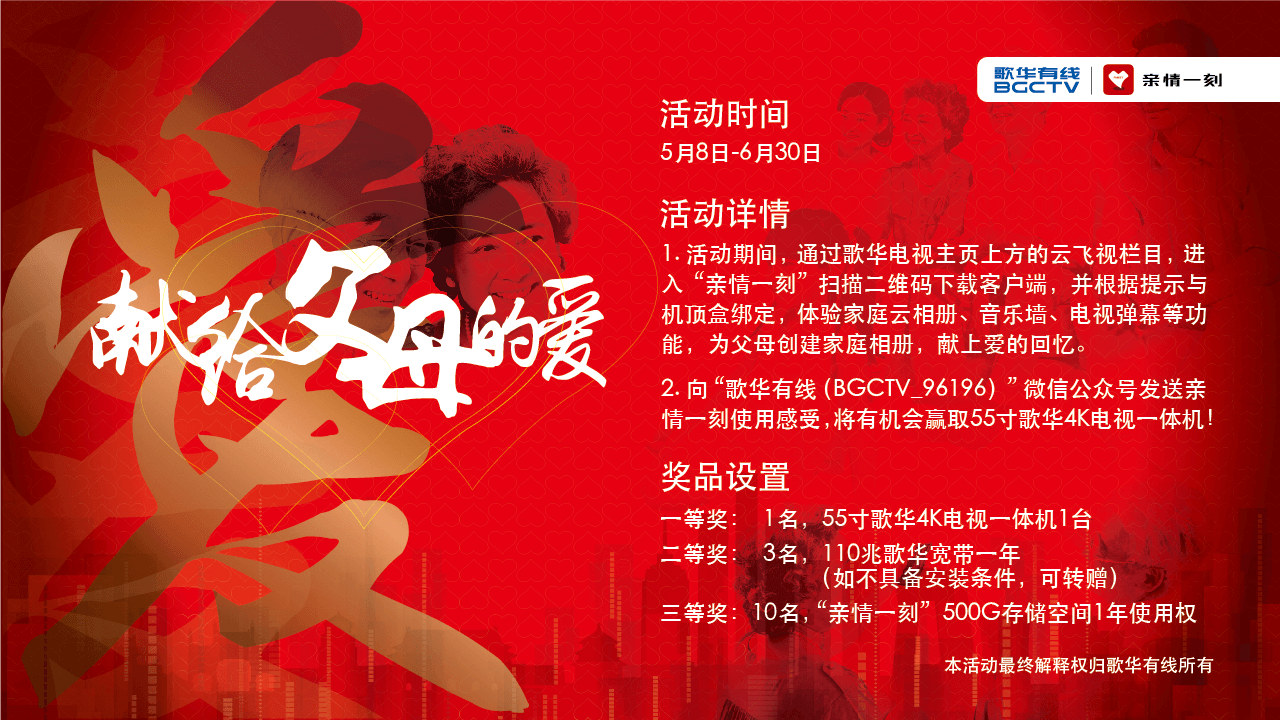 歌华有线
BGCTV
亲情一刻
爱
献给父母的爱
活动时间
5月8日-6月30日
活动详情
1. 活动期间，通过歌华电视主页上方的云飞视栏目，进
入“亲情一刻”扫描二维码下载客户端，并根据提示与
机顶盒绑定，体验家庭云相册、音乐墙、电视弹幕等功
能，为父母创建家庭相册，献上爱的回忆。
2. 向“歌华有线（BGCTV_96196）”微信公众号发送亲
情一刻使用感受，将有机会赢取55寸歌华4K电视一体机！
奖品设置
一等奖： 1名，55寸歌华4K电视一体机1台
二等奖： 3名，110兆歌华宽带一年
（如不具备安装条件，可转赠）
三等奖：10名，“亲情一刻”500G存储空间1年使用权
本活动最终解释权归歌华有线所有